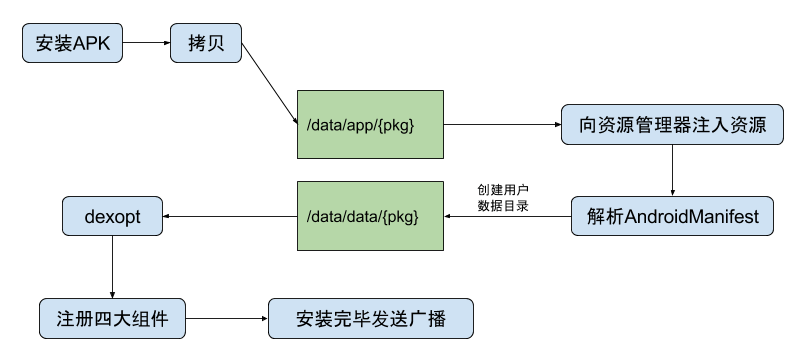 安装APK
拷贝
/data/app/{pkg}
向资源管理器注入资源
解析AndroidManifest
创建用户
数据目录
/data/data/{pkg}
dexopt
注册四大组件
安装完毕发送广播